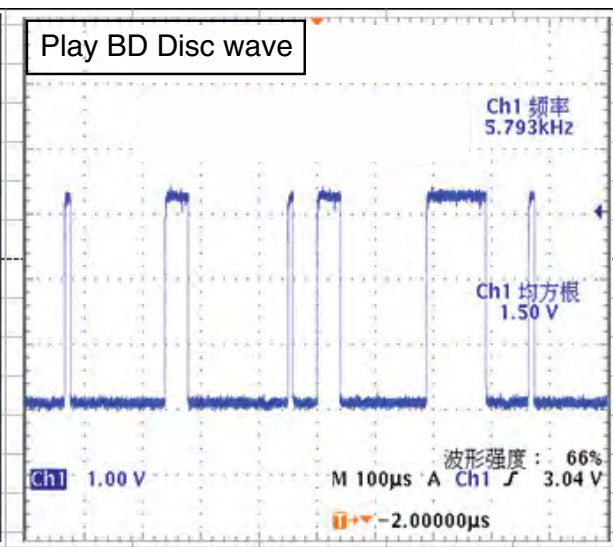 Play BD Disc wave
Ch1 频率
5.793kHz
Ch1 均方根
1.50 V
波形强度: 66%
Ch1 1.00 V M 100µs A Ch1 ƒ 3.04 V
T→▼ -2.00000µs